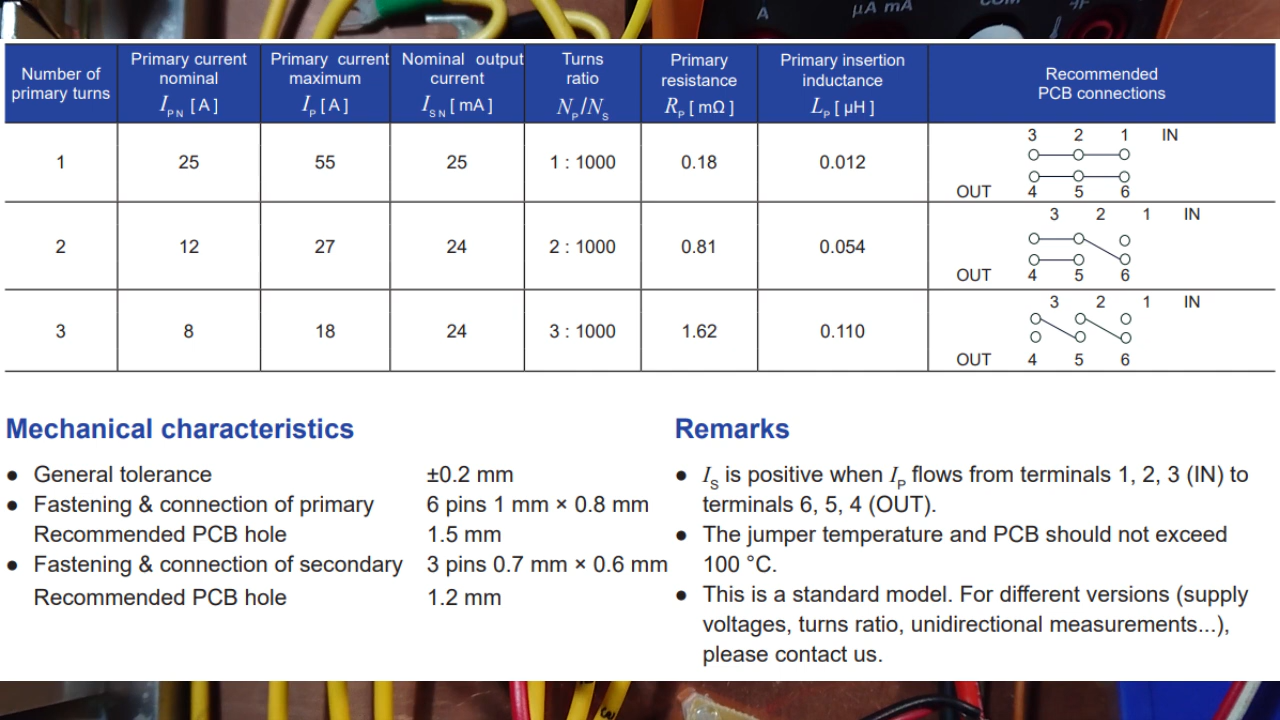 A μA mA COM
Number of primary turns | Primary current nominal I_PN [ A ] | Primary current maximum I_P [ A ] | Nominal output current I_SN [ mA ] | Turns ratio N_P/N_S | Primary resistance R_P [ mΩ ] | Primary insertion inductance L_P [ μH ] | Recommended PCB connections
1 | 25 | 55 | 25 | 1 : 1000 | 0.18 | 0.012 | 3 2 1 IN
OUT 4 5 6
2 | 12 | 27 | 24 | 2 : 1000 | 0.81 | 0.054 | 3 2 1 IN
OUT 4 5 6
3 | 8 | 18 | 24 | 3 : 1000 | 1.62 | 0.110 | 3 2 1 IN
OUT 4 5 6
Mechanical characteristics
● General tolerance ±0.2 mm
● Fastening & connection of primary 6 pins 1 mm × 0.8 mm
Recommended PCB hole 1.5 mm
● Fastening & connection of secondary 3 pins 0.7 mm × 0.6 mm
Recommended PCB hole 1.2 mm
Remarks
● I_S is positive when I_P flows from terminals 1, 2, 3 (IN) to
terminals 6, 5, 4 (OUT).
● The jumper temperature and PCB should not exceed
100 °C.
● This is a standard model. For different versions (supply
voltages, turns ratio, unidirectional measurements...),
please contact us.